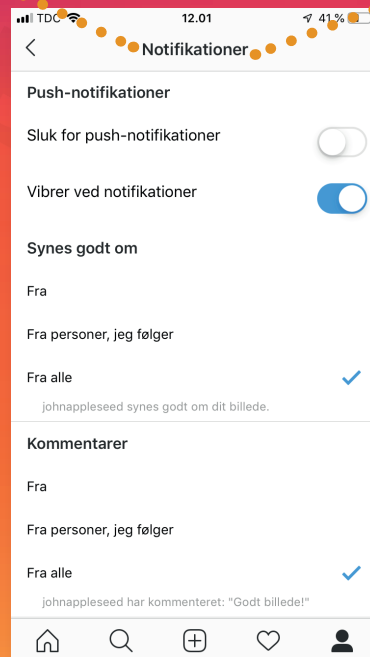 TDC 12.01 41 %
Notifikationer
Push-notifikationer
Sluk for push-notifikationer
Vibrer ved notifikationer
Synes godt om
Fra
Fra personer, jeg følger
Fra alle
johnappleseed synes godt om dit billede.
Kommentarer
Fra
Fra personer, jeg følger
Fra alle
johnappleseed har kommenteret: "Godt billede!"